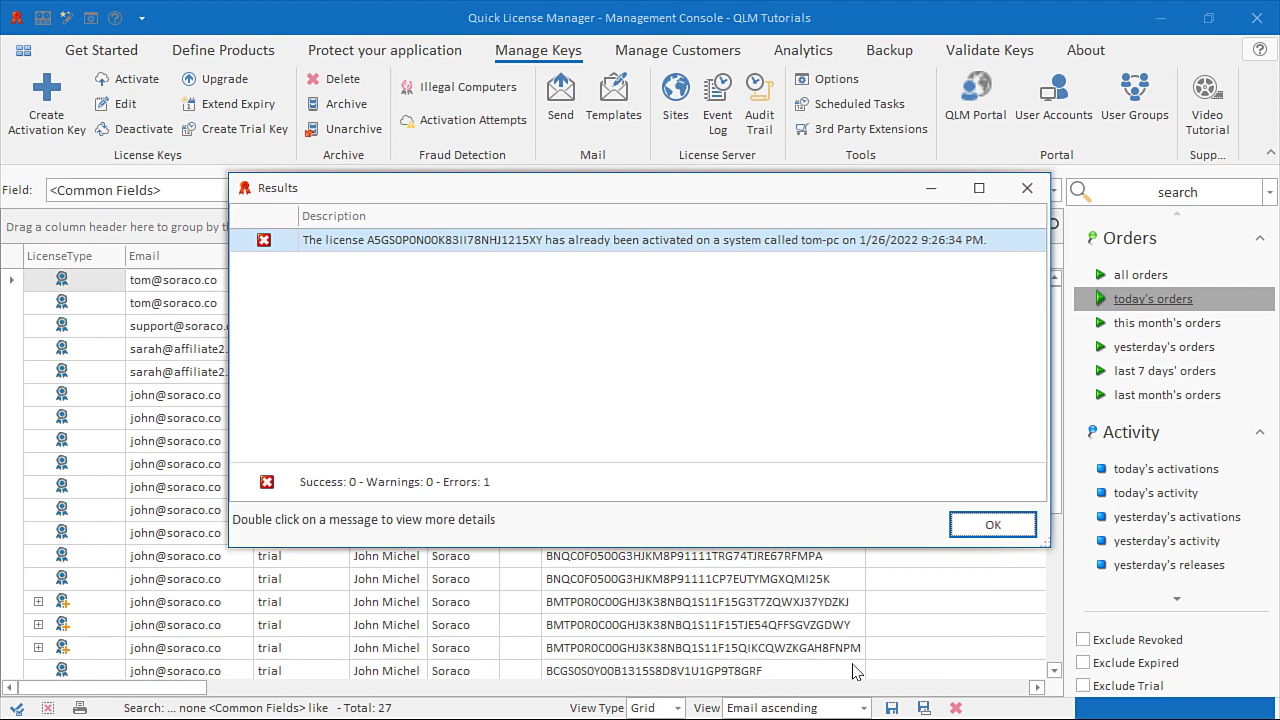 Quick License Manager - Management Console - QLM Tutorials
Get Started Define Products Protect your application Manage Keys Manage Customers Analytics Backup Validate Keys About
Create Activation Key
Activate
Edit
Deactivate
Upgrade
Extend Expiry
Create Trial Key
License Keys
Delete
Archive
Unarchive
Archive
Illegal Computers
Activation Attempts
Fraud Detection
Send
Templates
Mail
Sites
Event Log
Audit Trail
License Server
Options
Scheduled Tasks
3rd Party Extensions
Tools
QLM Portal
User Accounts
User Groups
Portal
Video Tutorial
Supp...
Field: <Common Fields>
search
Drag a column header here to group by th
LicenseType Email
tom@soraco.co
tom@soraco.co
support@soraco.
sarah@affiliate2.
sarah@affiliate2.
john@soraco.co
john@soraco.co
john@soraco.co
john@soraco.co
john@soraco.co
john@soraco.co
john@soraco.co
Results
Description
The license A5GS0P0N00K83II78NHJ1215XY has already been activated on a system called tom-pc on 1/26/2022 9:26:34 PM.
Success: 0 - Warnings: 0 - Errors: 1
Double click on a message to view more details
OK
john@soraco.co trial John Michel Soraco BNQC0F0500G3HJKM8P91111TRG74TJRE67RFMPA
john@soraco.co trial John Michel Soraco BNQC0F0500G3HJKM8P91111CP7EUTYMGXQMI25K
john@soraco.co trial John Michel Soraco BMTP0R0C00GHJ3K38NBQ1S11F15G3T7ZQWXJ37YDZKJ
john@soraco.co trial John Michel Soraco BMTP0R0C00GHJ3K38NBQ1S11F15TJE54QFFSGVZGDWY
john@soraco.co trial John Michel Soraco BMTP0R0C00GHJ3K38NBQ1S11F15QIKCQWZKGAH8FNPM
john@soraco.co trial John Michel Soraco BCGS0S0Y00B1315S8D8V1U1GP9T8GRF
Orders
all orders
today's orders
this month's orders
yesterday's orders
last 7 days' orders
last month's orders
Activity
today's activations
today's activity
yesterday's activations
yesterday's activity
yesterday's releases
Exclude Revoked
Exclude Expired
Exclude Trial
Search: ... none <Common Fields> like - Total: 27 View Type Grid View Email ascending